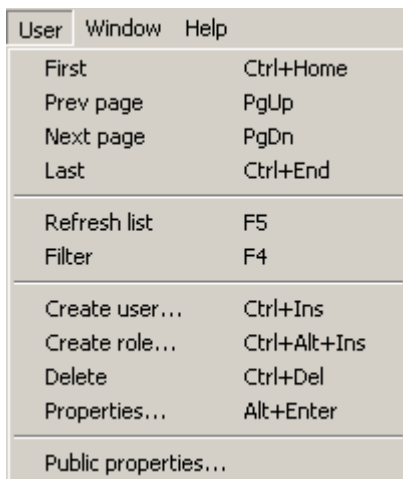 User Window Help
First Ctrl+Home
Prev page PgUp
Next page PgDn
Last Ctrl+End
Refresh list F5
Filter F4
Create user... Ctrl+Ins
Create role... Ctrl+Alt+Ins
Delete Ctrl+Del
Properties... Alt+Enter
Public properties...